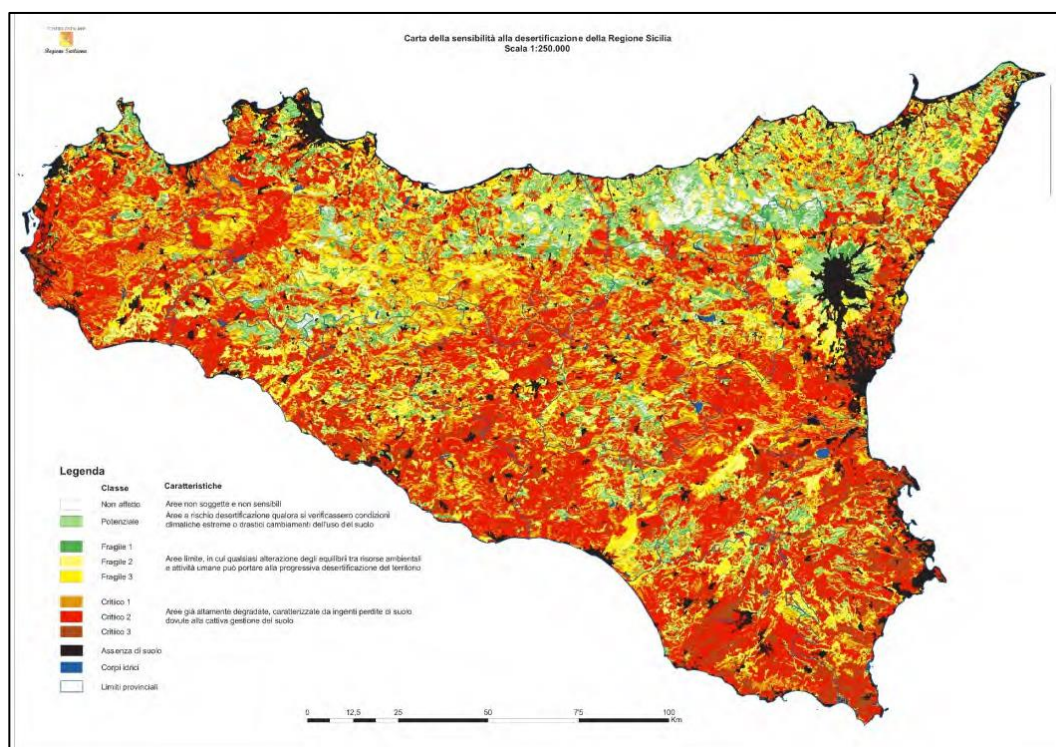 Regione Siciliana
Carta della sensibilità alla desertificazione della Regione Sicilia
Scala 1:250.000
Legenda
Classe Caratteristiche
Non affetto Aree non soggette e non sensibili
Potenziale Aree a rischio desertificazione qualora si verificassero condizioni
climatiche estreme o drastici cambiamenti dell'uso del suolo
Fragile 1
Fragile 2 Aree limite, in cui qualsiasi alterazione degli equilibri tra risorse ambientali
e attività umane può portare alla progressiva desertificazione del territorio
Fragile 3
Critico 1
Critico 2 Aree già altamente degradate, caratterizzate da ingenti perdite di suolo
dovute alla cattiva gestione del suolo
Critico 3
Assenza di suolo
Corpi idrici
Limiti provinciali
0 12,5 25 50 75 100
Km